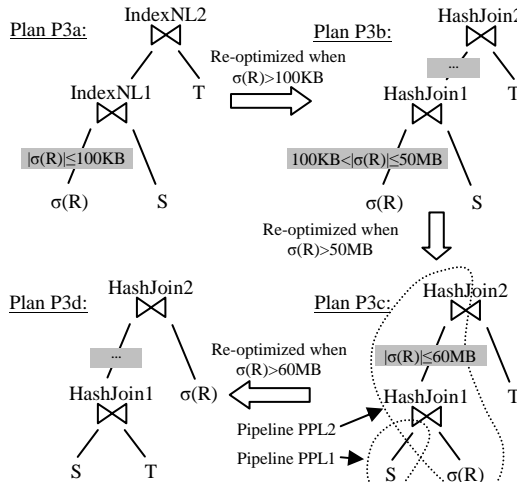 Plan P3a:
IndexNL2
T
IndexNL1
|σ(R)|≤100KB
σ(R)
S
Re-optimized when
σ(R)>100KB
Plan P3b:
HashJoin2
...
T
HashJoin1
100KB<|σ(R)|≤50MB
σ(R)
S
Re-optimized when
σ(R)>50MB
Plan P3c:
HashJoin2
|σ(R)|≤60MB
T
HashJoin1
S
σ(R)
Pipeline PPL2
Pipeline PPL1
Re-optimized when
σ(R)>60MB
Plan P3d:
HashJoin2
...
σ(R)
HashJoin1
S
T